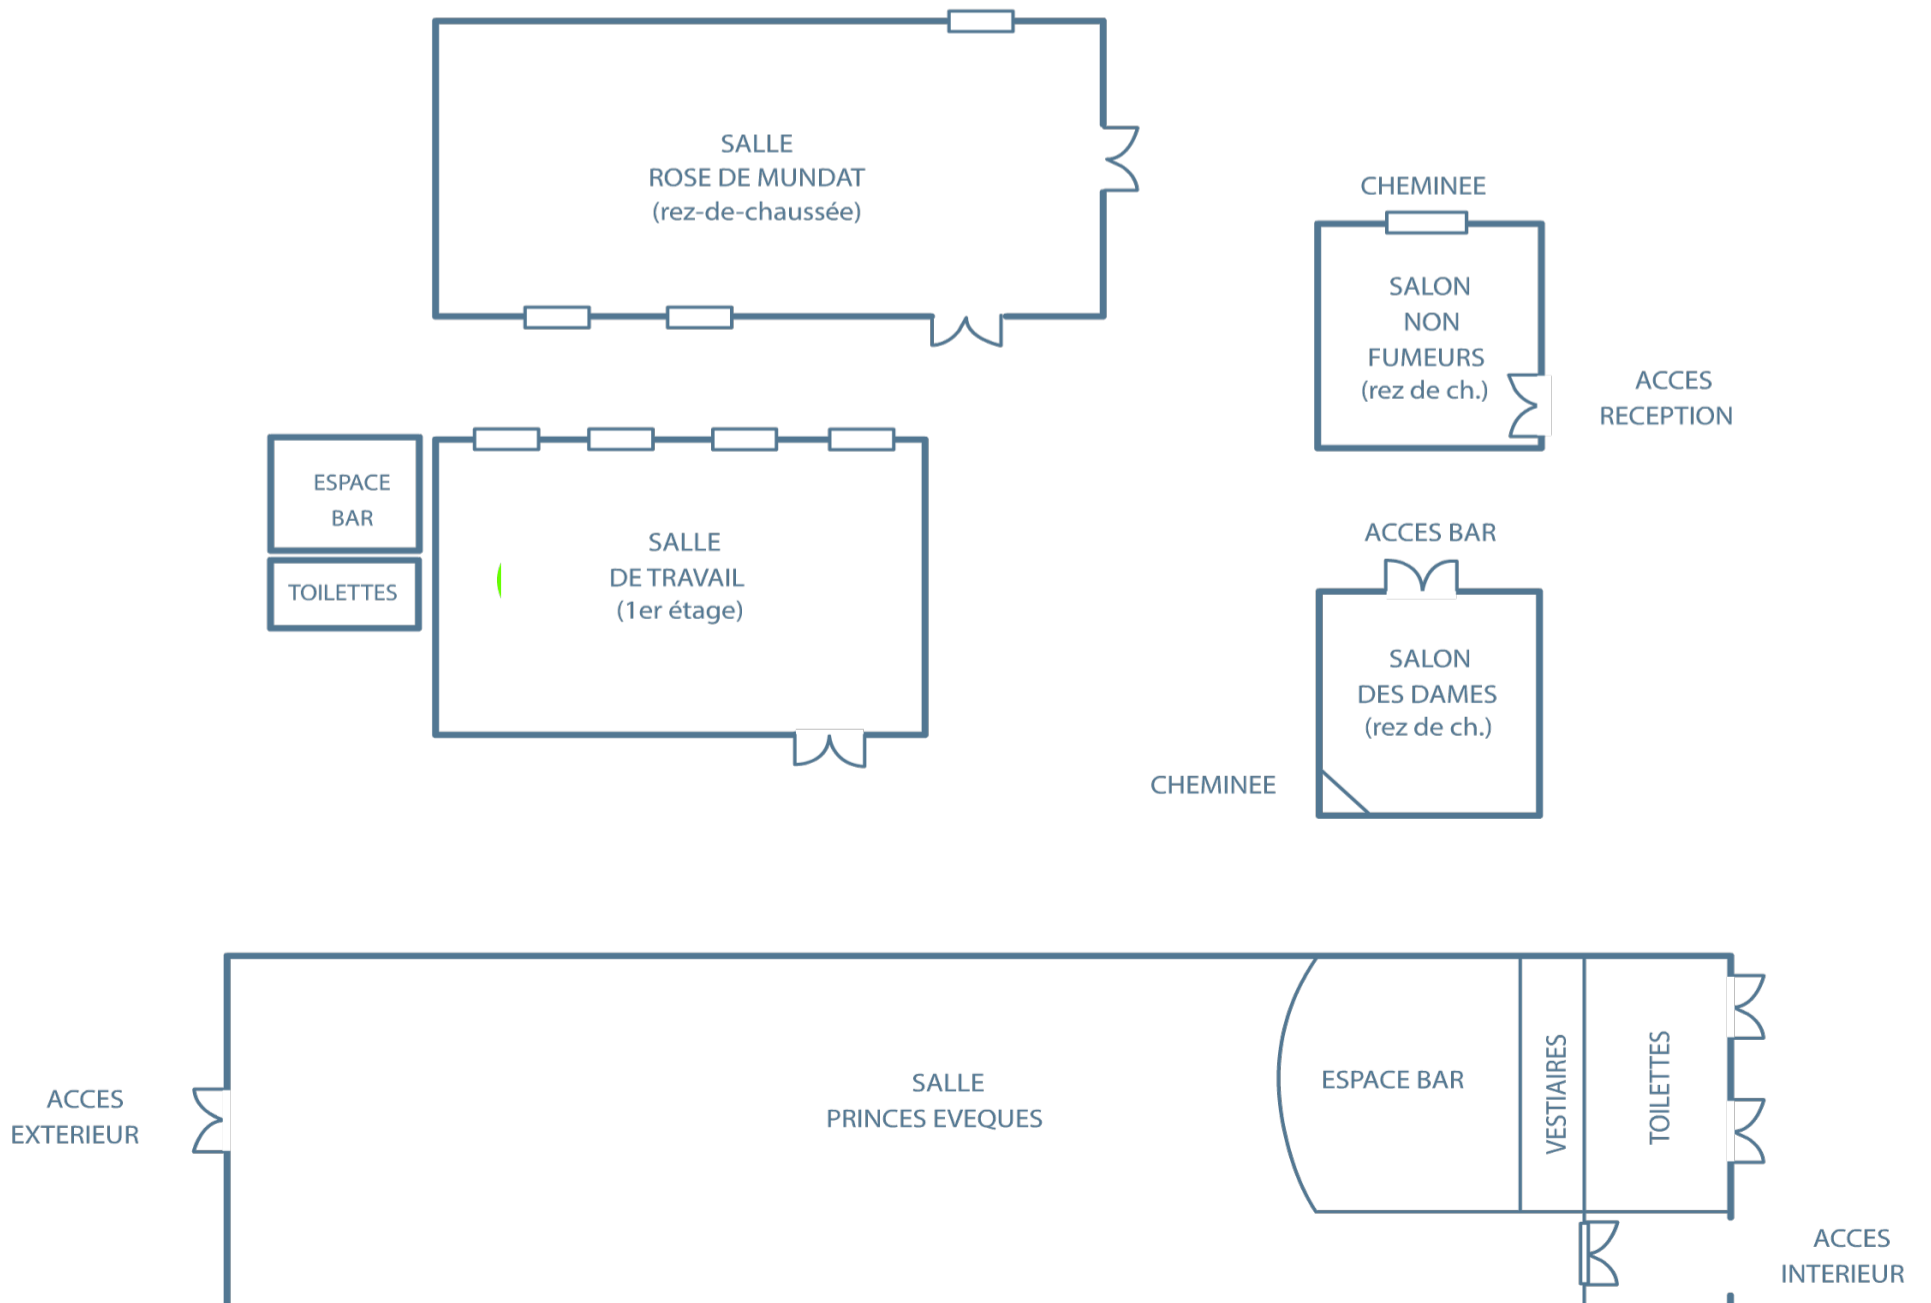 SALLE
ROSE DE MUNDAT
(rez-de-chaussée)
CHEMINEE
SALON
NON
FUMEURS
(rez de ch.)
ACCES
RECEPTION
ESPACE
BAR
TOILETTES
SALLE
DE TRAVAIL
(1er étage)
ACCES BAR
SALON
DES DAMES
(rez de ch.)
CHEMINEE
ACCES
EXTERIEUR
SALLE
PRINCES EVEQUES
ESPACE BAR
VESTIAIRES
TOILETTES
ACCES
INTERIEUR